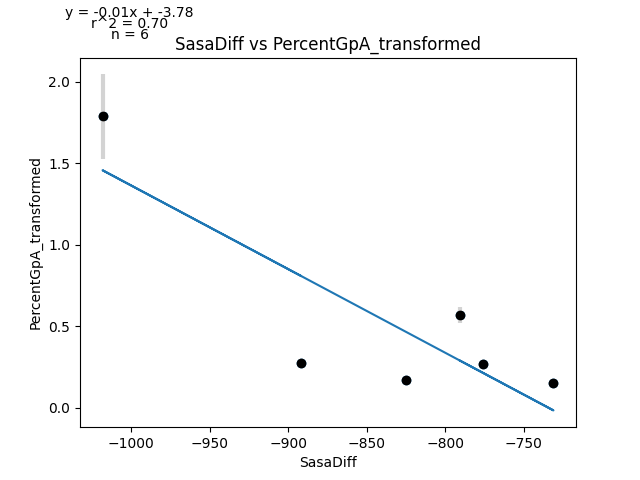 y = -0.01x + -3.78
r^2 = 0.70
n = 6
SasaDiff vs PercentGpA_transformed
PercentGpA_transformed
2.0
1.5
1.0
0.5
0.0
−1000 −950 −900 −850 −800 −750
SasaDiff